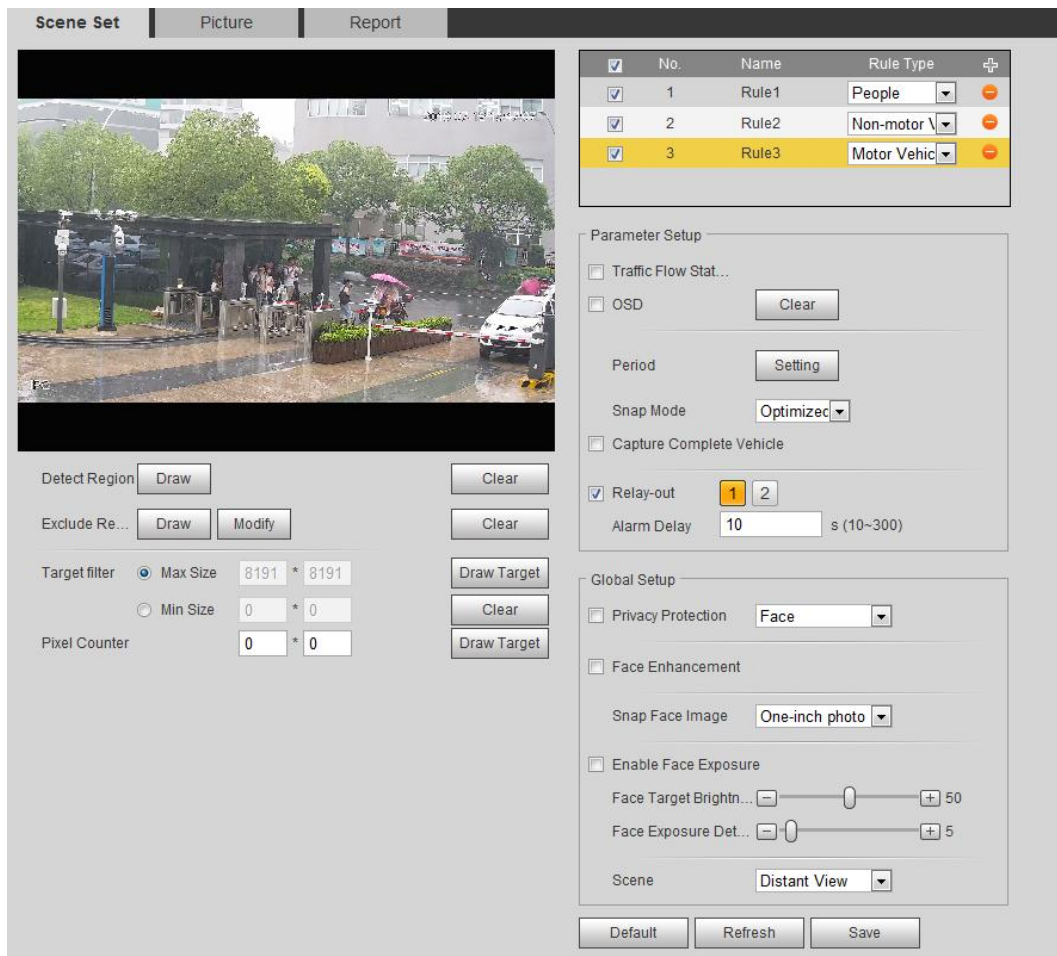 Scene Set Picture Report
No. Name Rule Type
1 Rule1 People
2 Rule2 Non-motor V
3 Rule3 Motor Vehic
Parameter Setup
Traffic Flow Stat...
OSD Clear
Period Setting
Snap Mode Optimized
Capture Complete Vehicle
Relay-out 1 2
Alarm Delay 10 s (10~300)
Detect Region Draw Clear
Exclude Re... Draw Modify Clear
Target filter Max Size 8191 * 8191 Draw Target
Min Size 0 * 0 Clear
Pixel Counter 0 * 0 Draw Target
Global Setup
Privacy Protection Face
Face Enhancement
Snap Face Image One-inch photo
Enable Face Exposure
Face Target Brightn... 50
Face Exposure Det... 5
Scene Distant View
Default Refresh Save